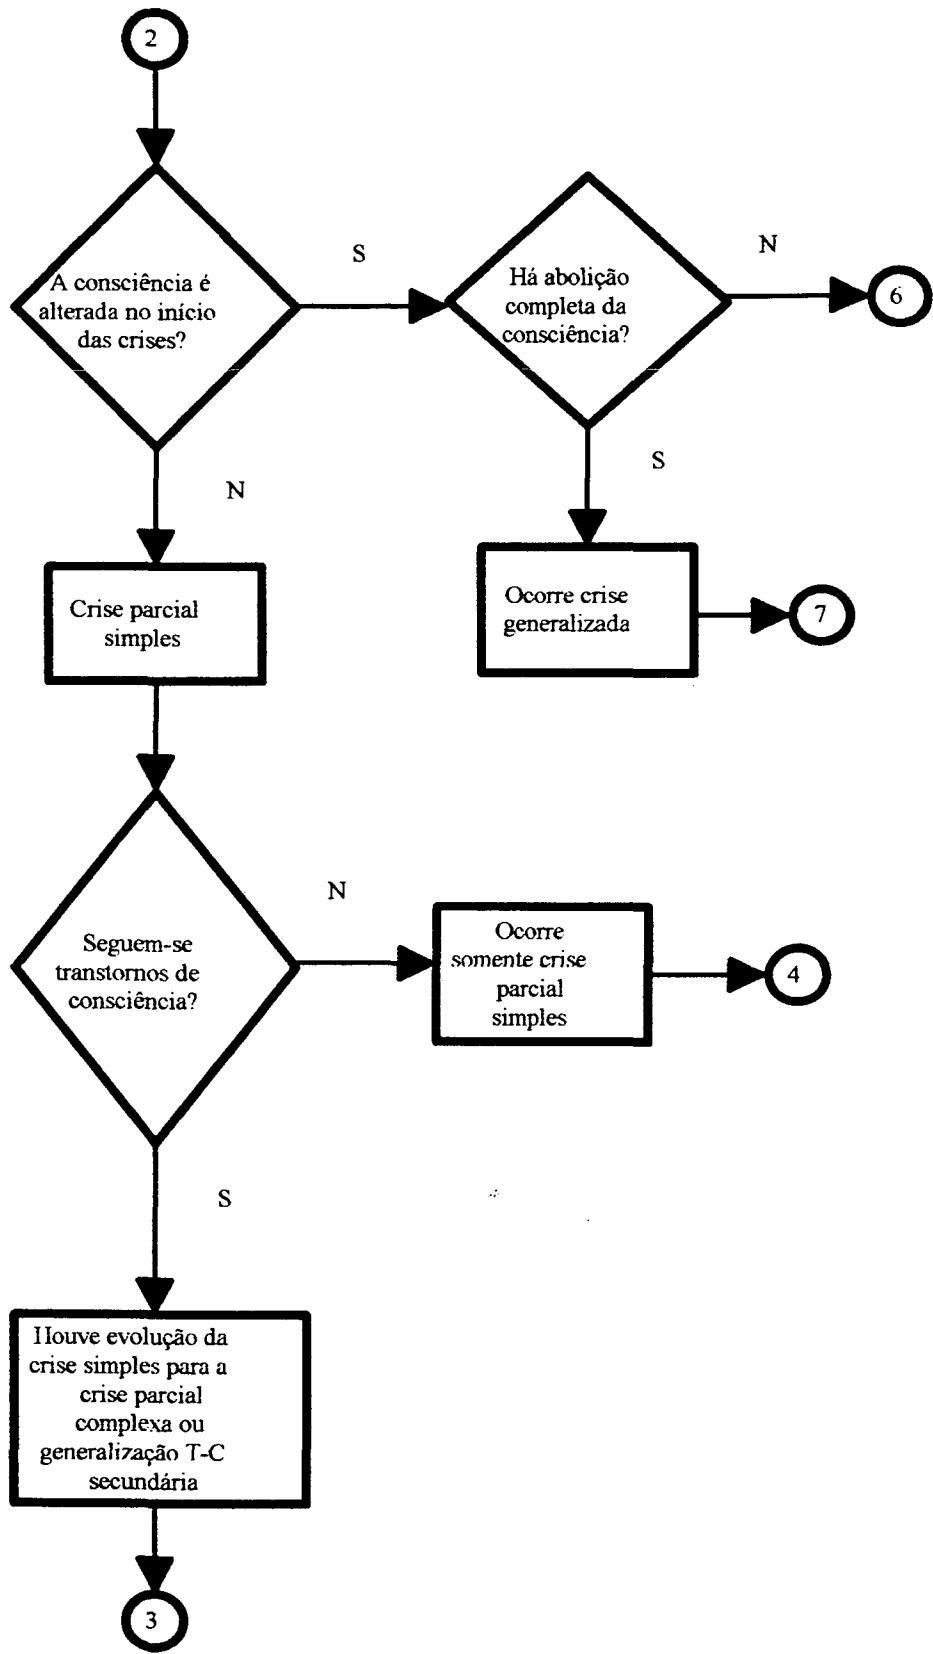 2
A consciência é
alterada no início
das crises?
S
Há abolição
completa da
consciência?
N
6
N
S
Crise parcial
simples
Ocorre crise
generalizada
7
Seguem-se
transtornos de
consciência?
N
Ocorre
somente crise
parcial
simples
4
S
Houve evolução da
crise simples para a
crise parcial
complexa ou
generalização T-C
secundária
3